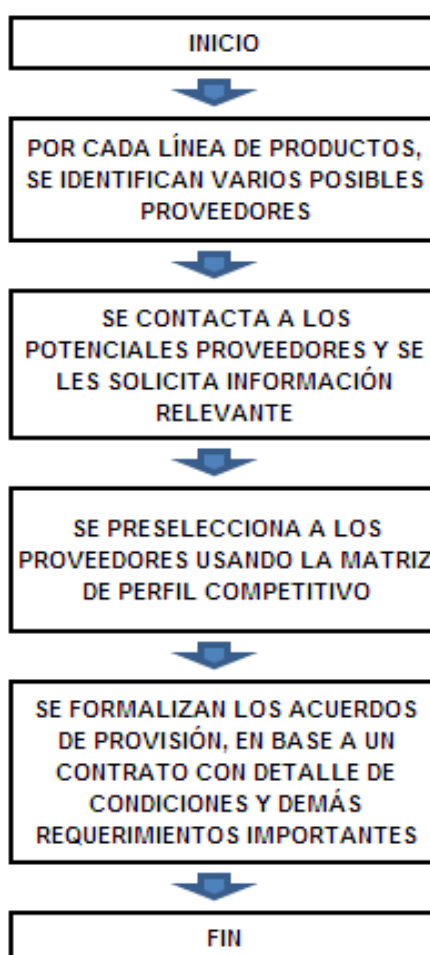 INICIO
POR CADA LÍNEA DE PRODUCTOS,
SE IDENTIFICAN VARIOS POSIBLES
PROVEEDORES
SE CONTACTA A LOS
POTENCIALES PROVEEDORES Y SE
LES SOLICITA INFORMACIÓN
RELEVANTE
SE PRESELECCIONA A LOS
PROVEEDORES USANDO LA MATRIZ
DE PERFIL COMPETITIVO
SE FORMALIZAN LOS ACUERDOS
DE PROVISIÓN, EN BASE A UN
CONTRATO CON DETALLE DE
CONDICIONES Y DEMÁS
REQUERIMIENTOS IMPORTANTES
FIN